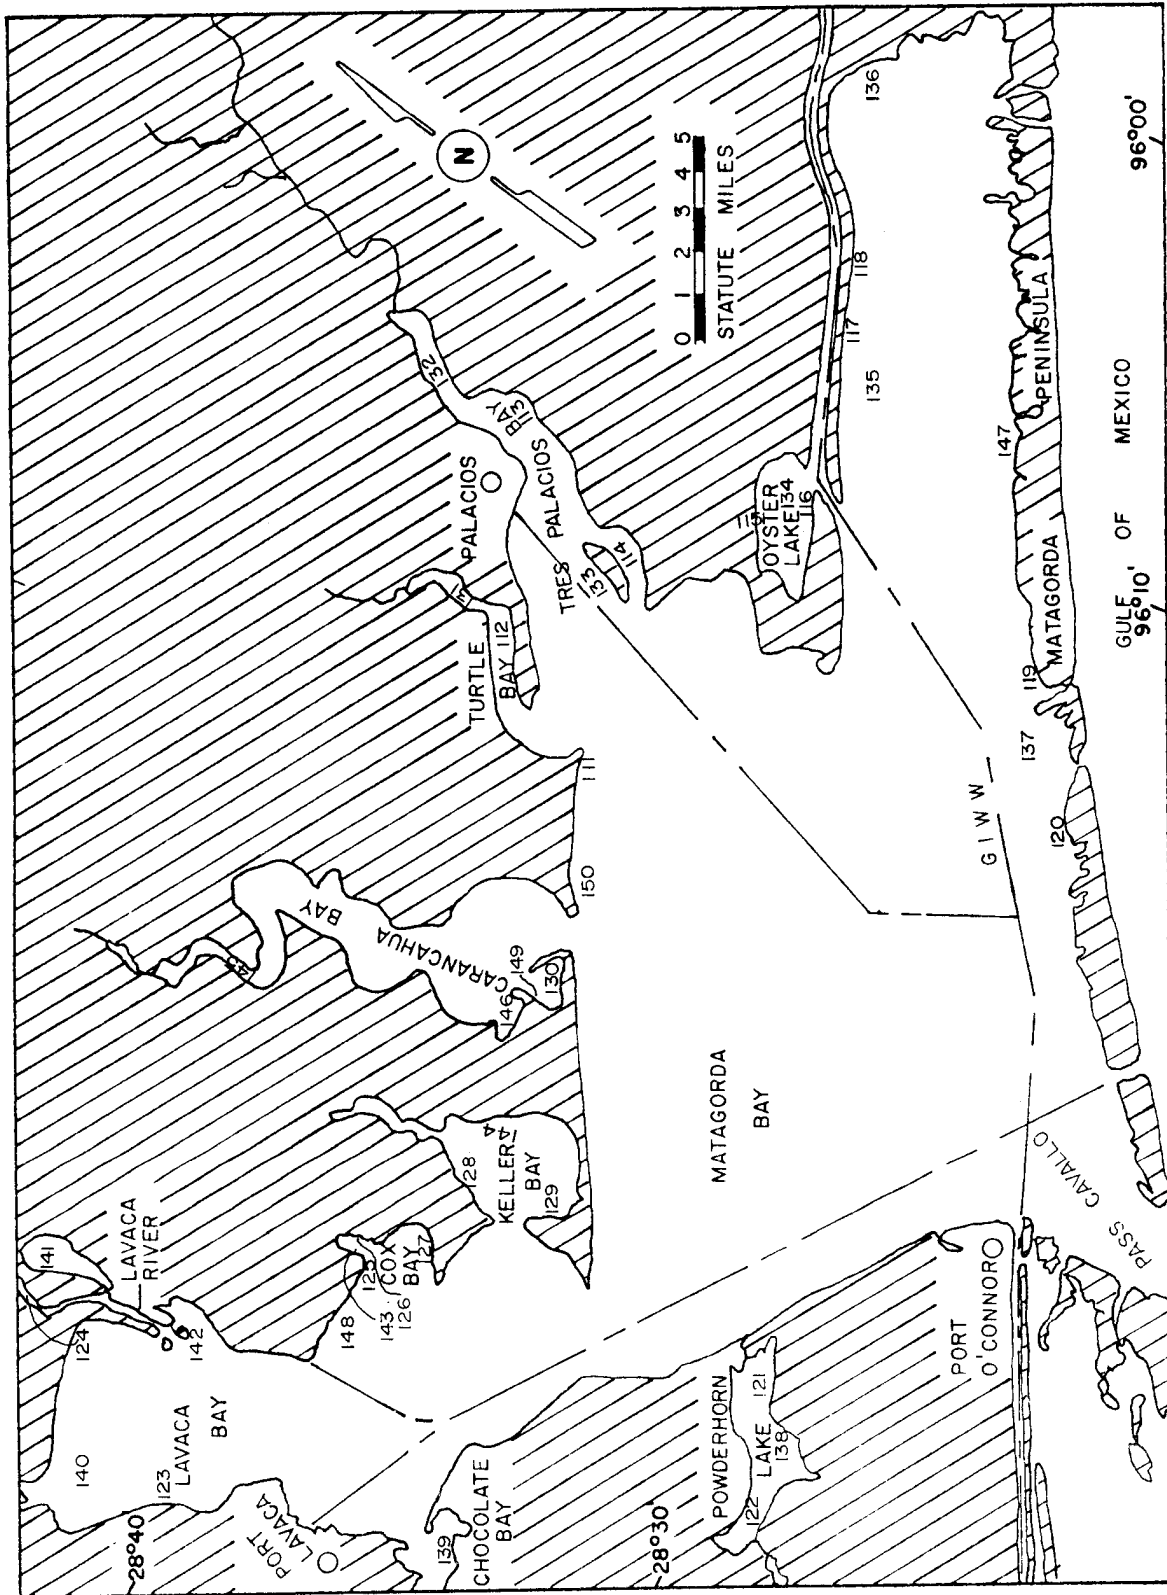 141
124
LAVACA
RIVER
142
140
123
LAVACA
BAY
28°40'
PORT
LAVACA
148
125
COX
BAY
127
143
126
139
CHOCOLATE
BAY
128
144
KELLER
BAY
129
45
CARANCAHUA
BAY
146
149
130
150
111
131
TURTLE
BAY 112
PALACIOS
132
113
TRES PALACIOS BAY
133
114
N
0 1 2 3 4 5
STATUTE MILES
115
OYSTER
LAKE 134
116
135
117
118
136
147
MATAGORDA PENINSULA
119
137
120
GIWW
MATAGORDA
BAY
28°30'
POWDERHORN
LAKE
121
122
138
PORT
O'CONNOR
PASS CAVALLO
GULF OF MEXICO
96°10'
96°00'